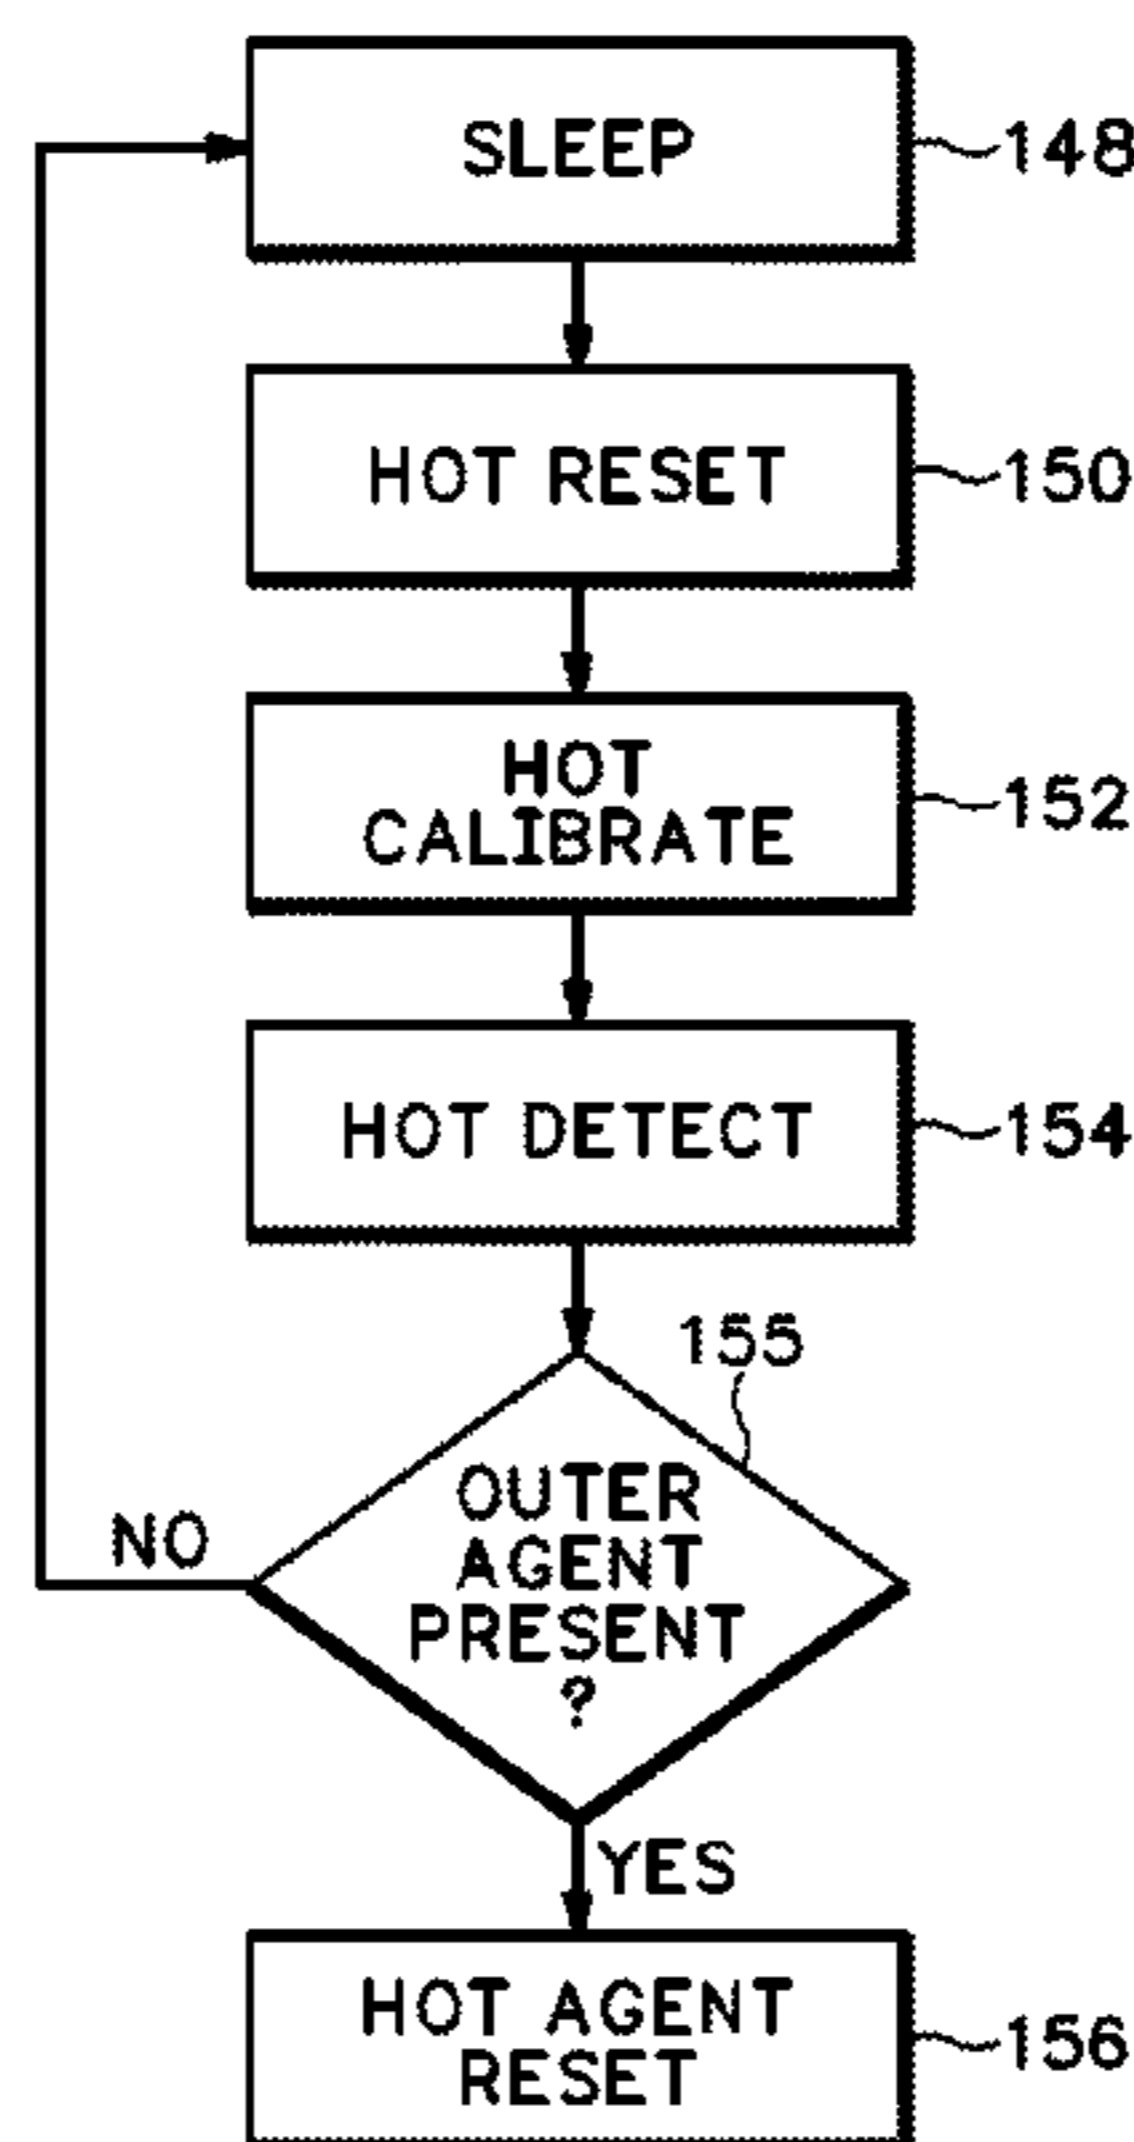 SLEEP
148
HOT RESET
150
HOT
CALIBRATE
152
HOT DETECT
154
155
OUTER
AGENT
PRESENT
?
NO
YES
HOT AGENT
RESET
156